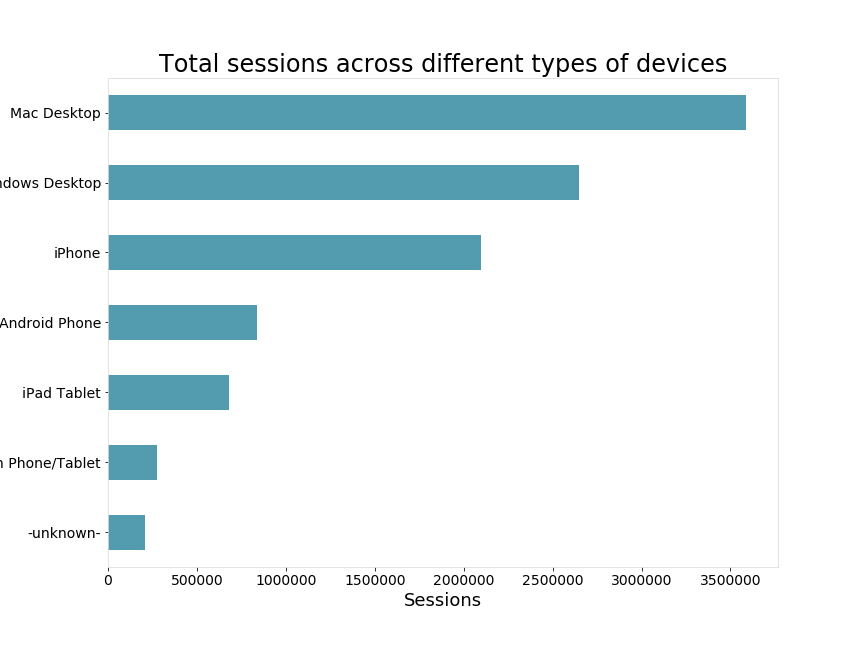 Total sessions across different types of devices
Mac Desktop
ndows Desktop
iPhone
Android Phone
iPad Tablet
Phone/Tablet
-unknown-
0 500000 1000000 1500000 2000000 2500000 3000000 3500000
Sessions